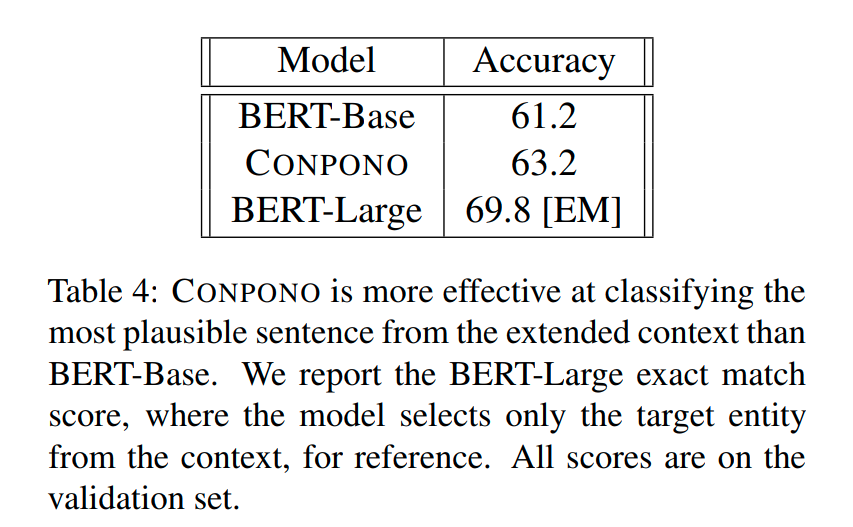 Model Accuracy
BERT-Base 61.2
CONPONO 63.2
BERT-Large 69.8 [EM]
Table 4: CONPONO is more effective at classifying the
most plausible sentence from the extended context than
BERT-Base. We report the BERT-Large exact match
score, where the model selects only the target entity
from the context, for reference. All scores are on the
validation set.